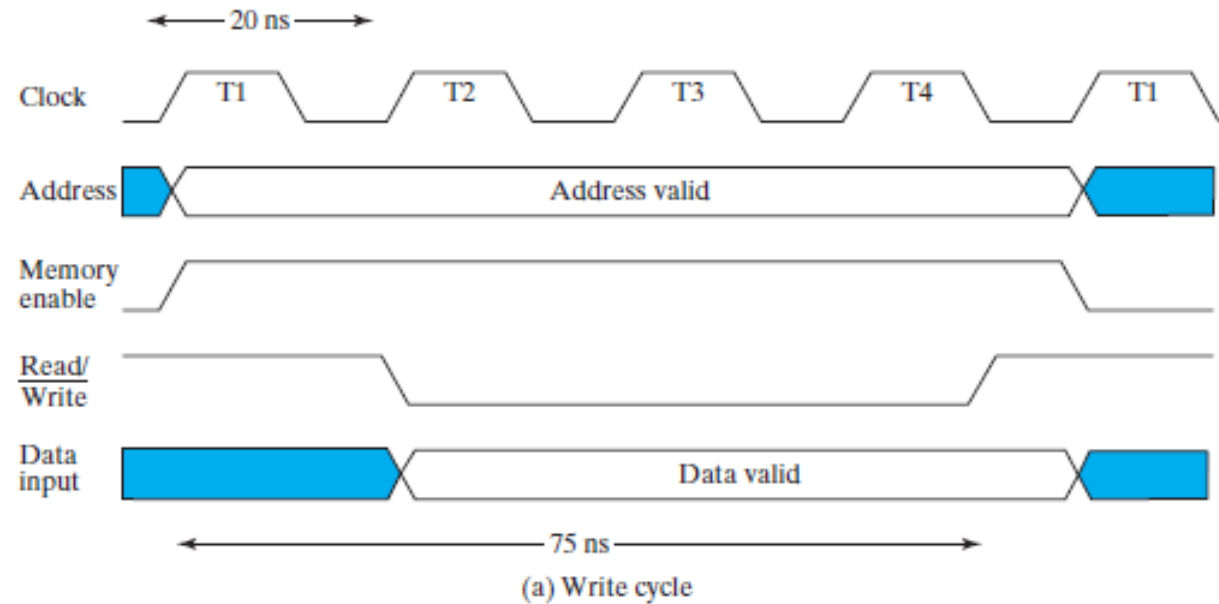 20 ns
Clock T1 T2 T3 T4 T1
Address Address valid
Memory
enable
Read/
Write
Data
input Data valid
75 ns
(a) Write cycle